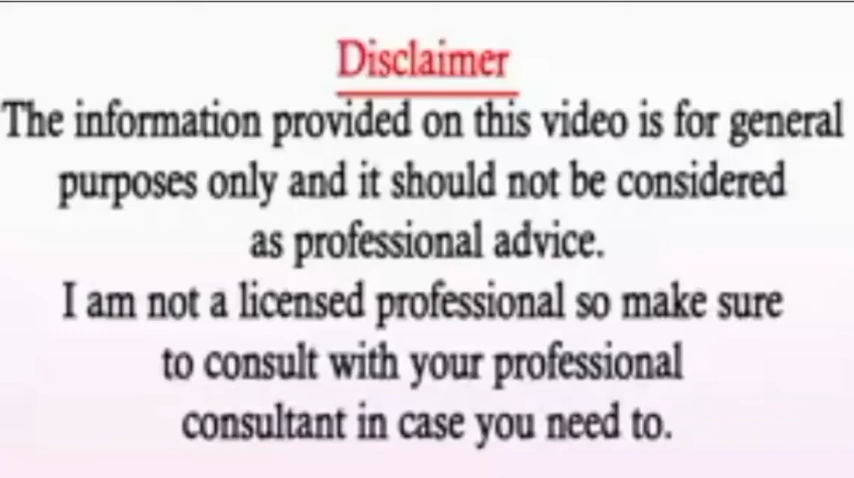 Disclaimer
The information provided on this video is for general
purposes only and it should not be considered
as professional advice.
I am not a licensed professional so make sure
to consult with your professional
consultant in case you need to.